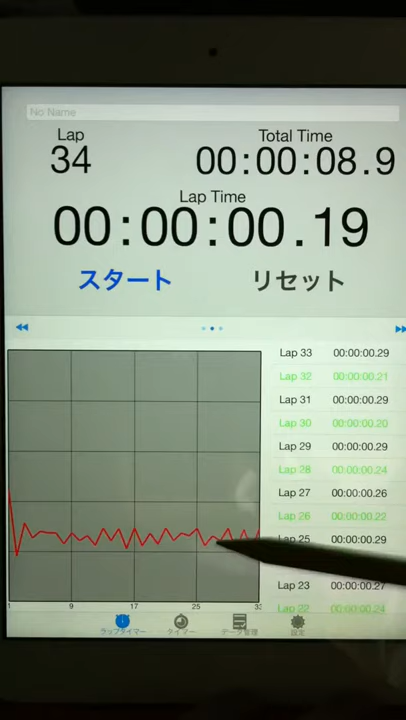 No Name
Lap
Total Time
34
00:00:08.9
Lap Time
00:00:00.19
スタート
リセット
Lap 33 00:00:00.29
Lap 32 00:00:00.21
Lap 31 00:00:00.29
Lap 30 00:00:00.20
Lap 29 00:00:00.29
Lap 28 00:00:00.24
Lap 27 00:00:00.26
Lap 26 00:00:00.22
Lap 25 00:00:00.29
Lap 23 00:00:00.27
Lap 22 00:00:00.24
1 9 17 25 33
ラップタイマー タイマー データ管理 設定